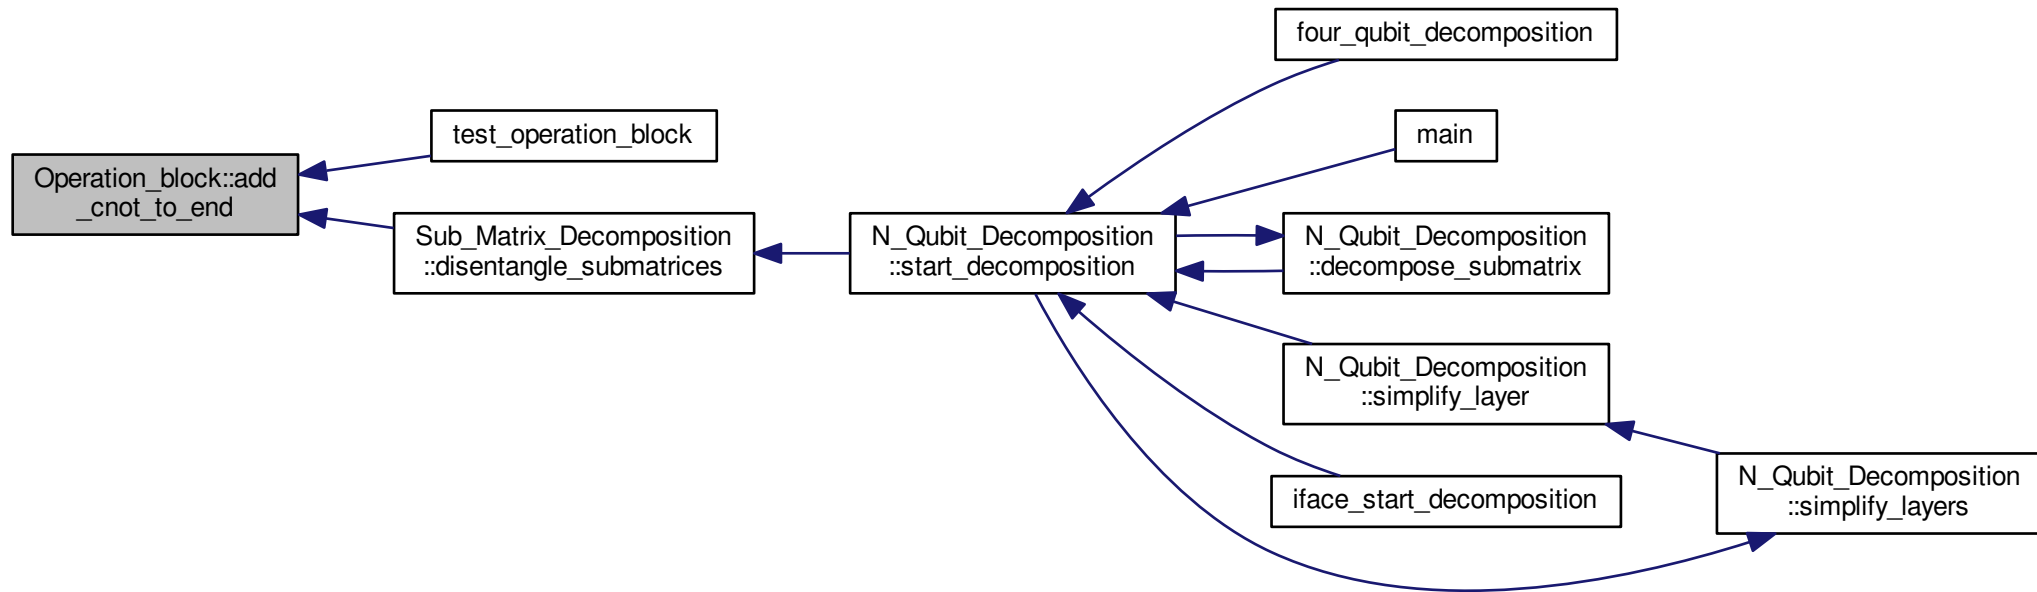 Operation_block::add
_cnot_to_end
test_operation_block
Sub_Matrix_Decomposition
::disentangle_submatrices
N_Qubit_Decomposition
::start_decomposition
four_qubit_decomposition
main
N_Qubit_Decomposition
::decompose_submatrix
N_Qubit_Decomposition
::simplify_layer
iface_start_decomposition
N_Qubit_Decomposition
::simplify_layers